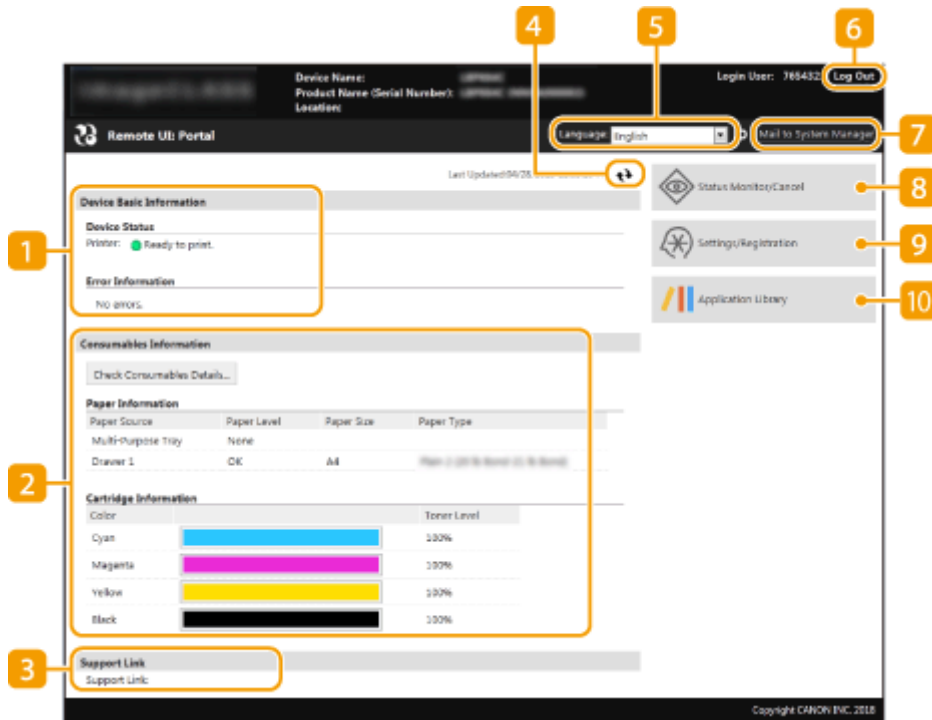 4
5
6
Device Name:
Product Name (Serial Number):
Location:
Login User: 765432
Log Out
Remote UI: Portal
Language: English
Mail to System Manager
7
Last Updated:04/28,
Status Monitor/Cancel
8
Device Basic Information
Device Status
Printer: Ready to print.
1
Settings/Registration
9
Error Information
No errors.
Application Library
10
Consumables Information
Check Consumables Details...
Paper Information
Paper Source Paper Level Paper Size Paper Type
Multi-Purpose Tray None
Drawer 1 OK A4
2
Cartridge Information
Color Toner Level
Cyan 100%
Magenta 100%
Yellow 100%
Black 100%
3
Support Link
Support Link:
Copyright CANON INC. 2018